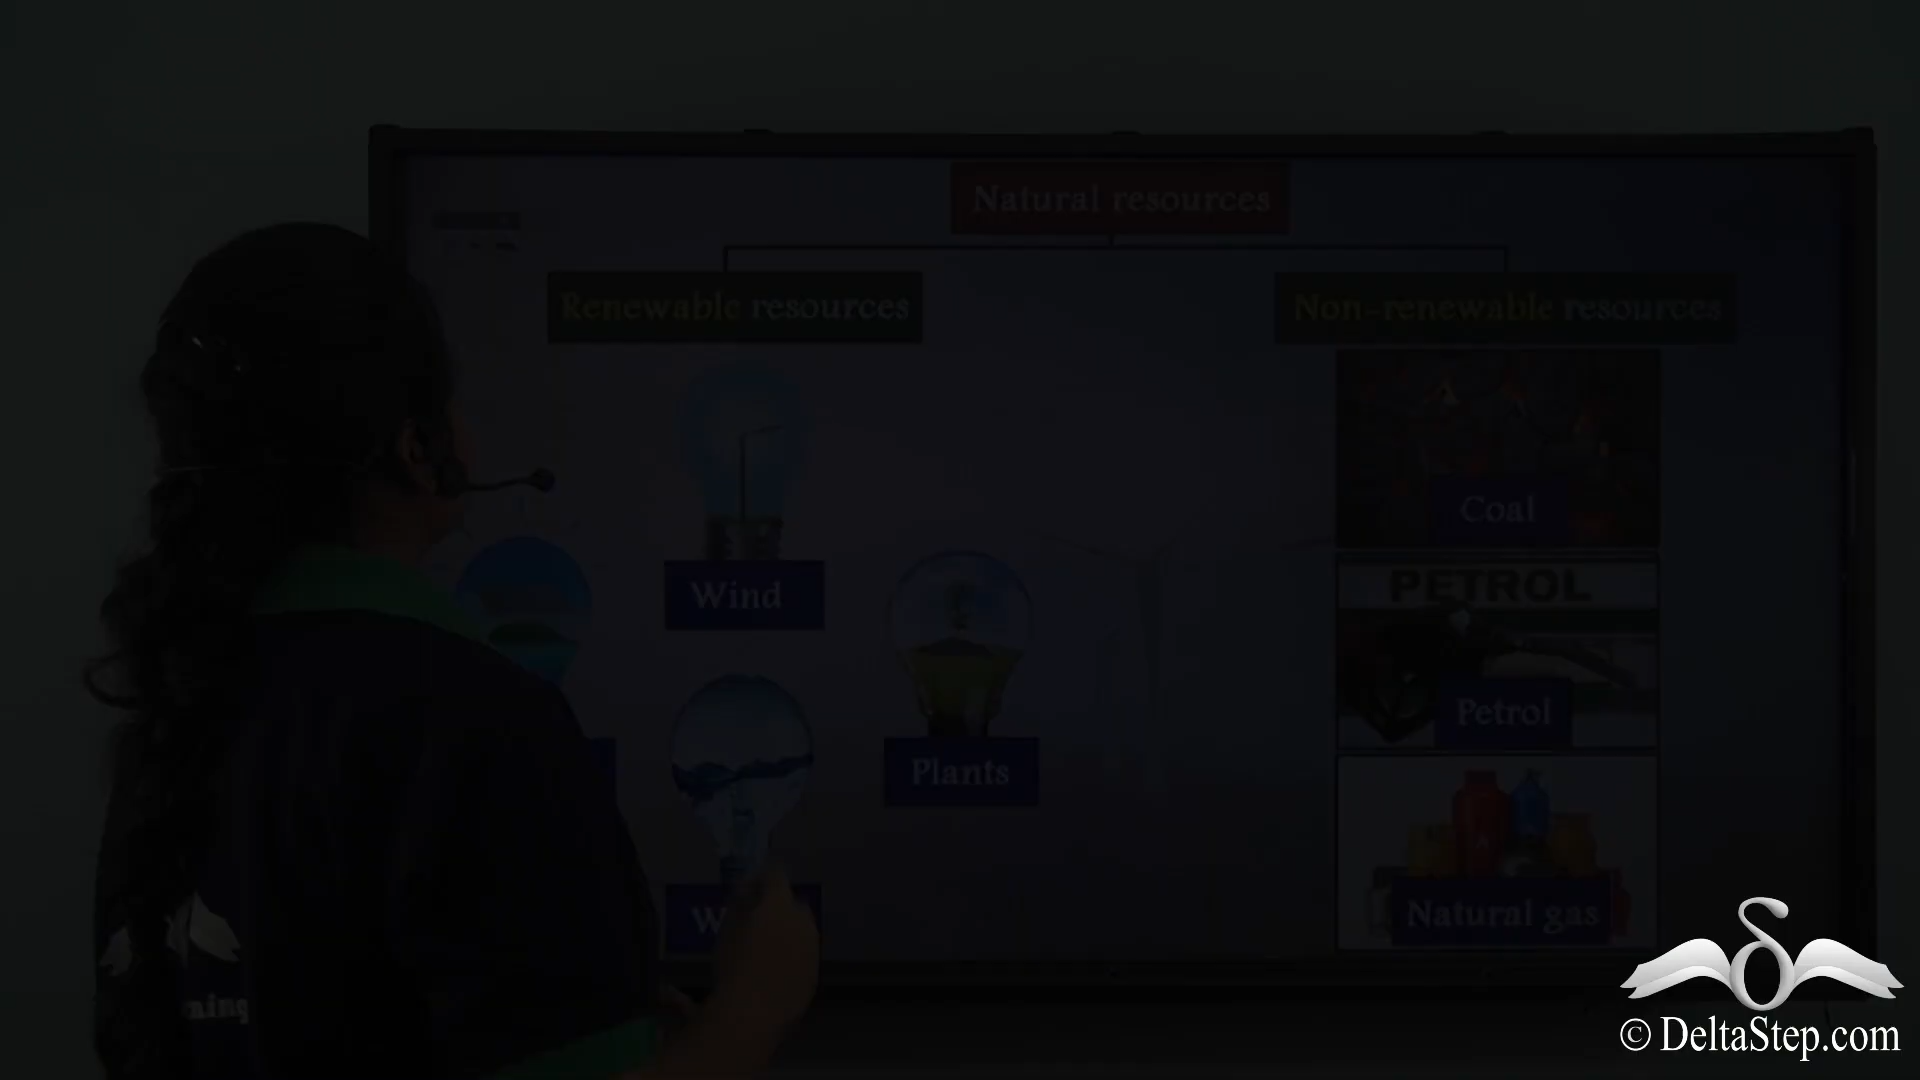 Natural resources
Renewable resources
Non-renewable resources
Coal
Wind
PETROL
Petrol
Plants
Natural gas
© DeltaStep.com